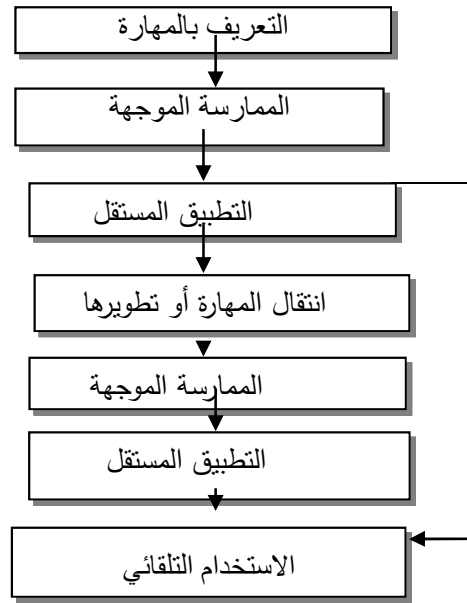 التعريف بالمهارة
الممارسة الموجهة
التطبيق المستقل
انتقال المهارة أو تطويرها
الممارسة الموجهة
التطبيق المستقل
الاستخدام التلقائي